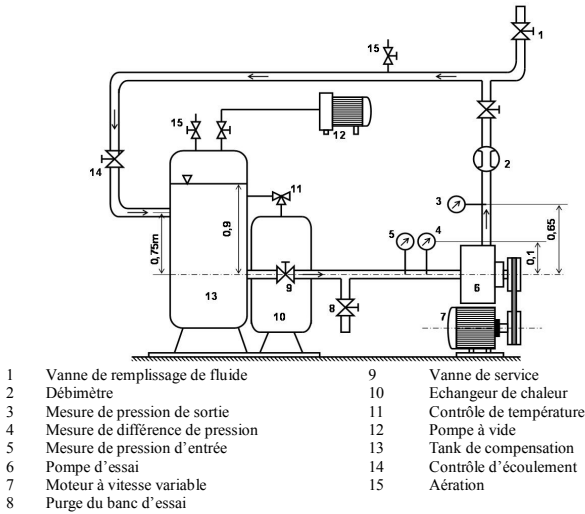 15
1
14
15
12
2
3
11
0,75m
0,9
5
4
0,65
0,1
13
9
10
6
8
7
1 Vanne de remplissage de fluide
2 Débimètre
3 Mesure de pression de sortie
4 Mesure de différence de pression
5 Mesure de pression d'entrée
6 Pompe d'essai
7 Moteur à vitesse variable
8 Purge du banc d'essai
9 Vanne de service
10 Echangeur de chaleur
11 Contrôle de température
12 Pompe à vide
13 Tank de compensation
14 Contrôle d'écoulement
15 Aération